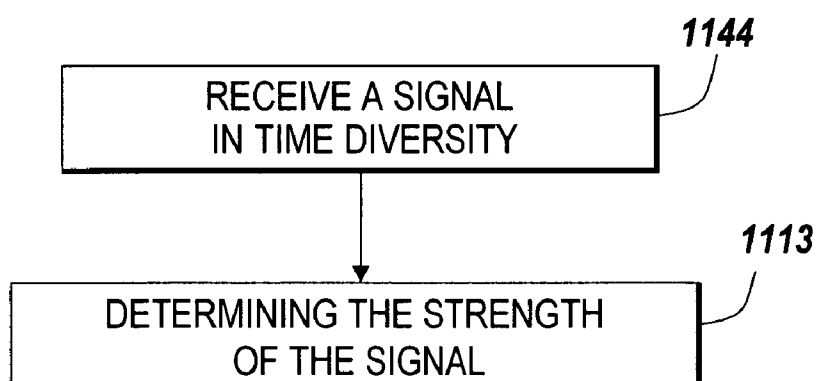 1144
RECEIVE A SIGNAL
IN TIME DIVERSITY
1113
DETERMINING THE STRENGTH
OF THE SIGNAL